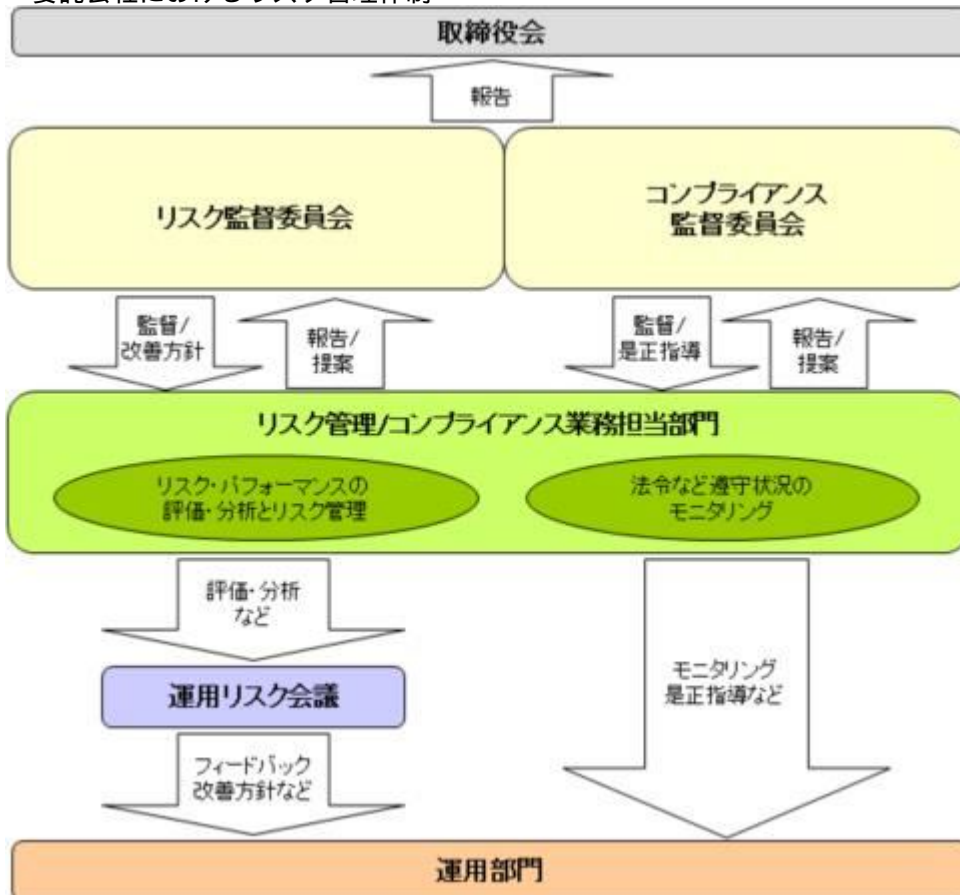 委託会社におけるリスク管理体制
取締役会
報告
リスク監督委員会
コンプライアンス
監督委員会
監督/
改善方針
報告/
提案
監督/
是正指導
報告/
提案
リスク管理/コンプライアンス業務担当部門
リスク・パフォーマンスの
評価・分析とリスク管理
法令など遵守状況の
モニタリング
評価・分析
など
運用リスク会議
モニタリング
是正指導など
フィードバック
改善方針など
運用部門